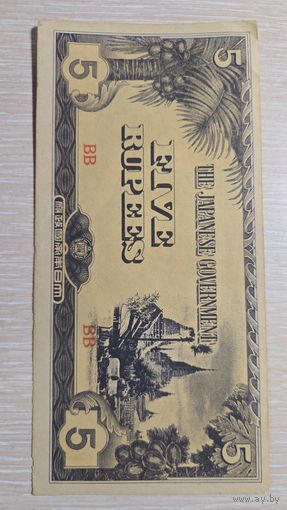 5 5
THE JAPANESE GOVERNMENT
FIVE
RUPEES
BB BB
5 5
www.ay.by